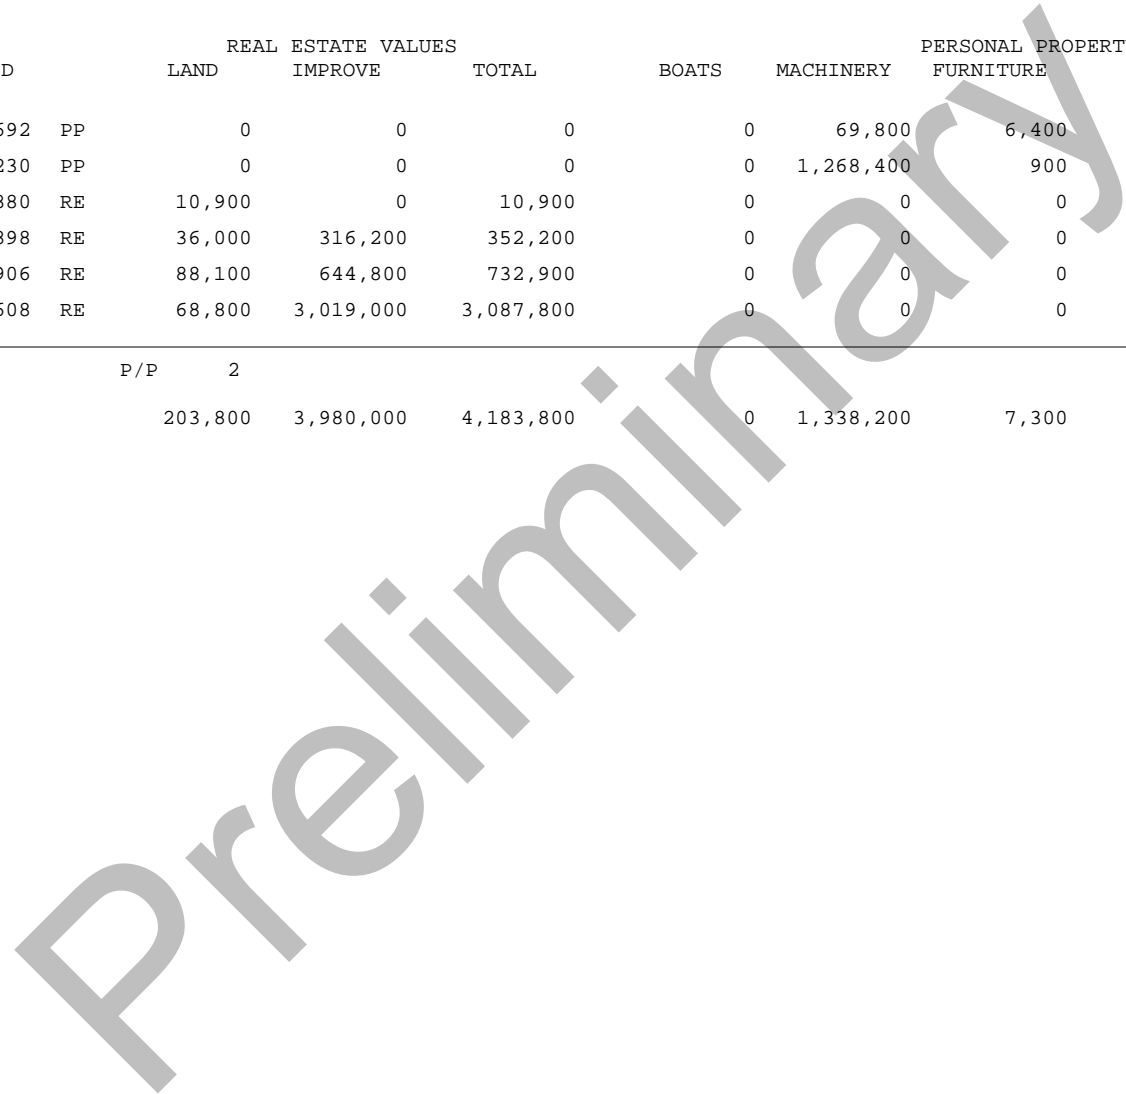 REAL ESTATE VALUES PERSONAL PROPERT
D LAND IMPROVE TOTAL BOATS MACHINERY FURNITURE
592 PP 0 0 0 0 69,800 6,400
230 PP 0 0 0 0 1,268,400 900
380 RE 10,900 0 10,900 0 0 0
398 RE 36,000 316,200 352,200 0 0 0
906 RE 88,100 644,800 732,900 0 0 0
508 RE 68,800 3,019,000 3,087,800 0 0 0
P/P 2
203,800 3,980,000 4,183,800 0 1,338,200 7,300
Preliminary